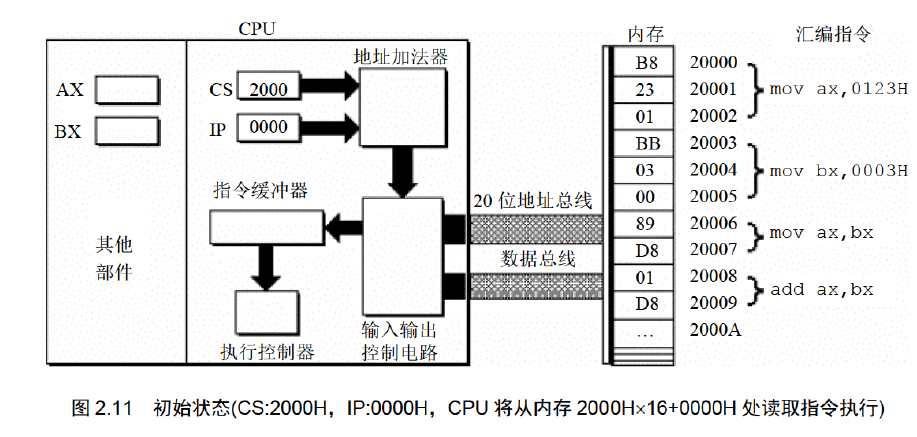 CPU
内存
汇编指令
地址加法器
AX
BX
CS 2000
IP 0000
指令缓冲器
其他
部件
执行控制器
输入输出
控制电路
20 位地址总线
数据总线
B8 20000
23 20001 mov ax,0123H
01 20002
BB 20003
03 20004 mov bx,0003H
00 20005
89 20006
D8 20007 mov ax,bx
01 20008
D8 20009 add ax,bx
… 2000A
图 2.11 初始状态(CS:2000H，IP:0000H，CPU 将从内存 2000H×16+0000H 处读取指令执行)